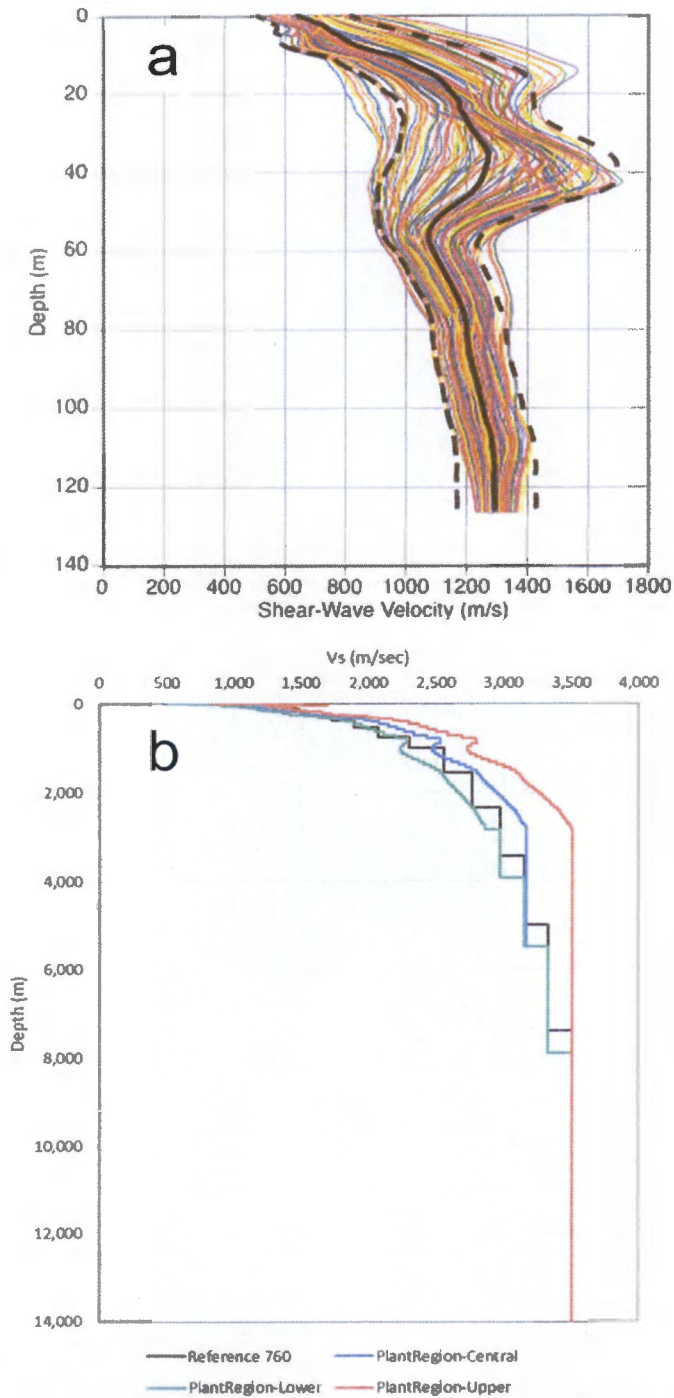 a
0
20
40
60
80
100
120
140
Depth (m)
0 200 400 600 800 1000 1200 1400 1600 1800
Shear-Wave Velocity (m/s)
Vs (m/sec)
0 500 1,000 1,500 2,000 2,500 3,000 3,500 4,000
b
0
2,000
4,000
6,000
8,000
10,000
12,000
14,000
Depth (m)
Reference 760 PlantRegion-Central
PlantRegion-Lower PlantRegion-Upper